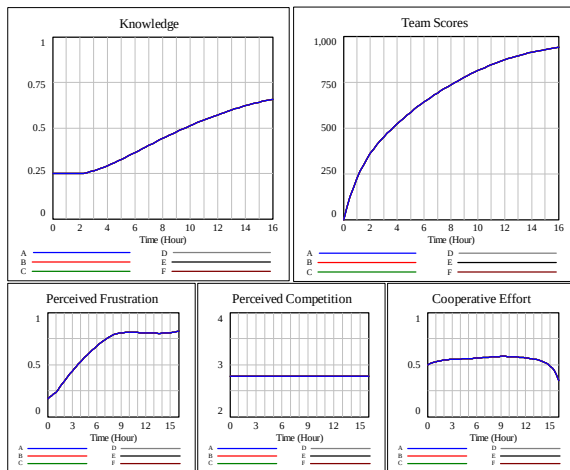 Knowledge
1
0.75
0.5
0.25
0
0 2 4 6 8 10 12 14 16
Time (Hour)
A D
B E
C F
Team Scores
1,000
750
500
250
0
0 2 4 6 8 10 12 14 16
Time (Hour)
A D
B E
C F
Perceived Frustration
1
0.5
0
0 3 6 9 12 15
Time (Hour)
A D
B E
C F
Perceived Competition
4
3
2
0 3 6 9 12 15
Time (Hour)
A D
B E
C F
Cooperative Effort
1
0.5
0
0 3 6 9 12 15
Time (Hour)
A D
B E
C F